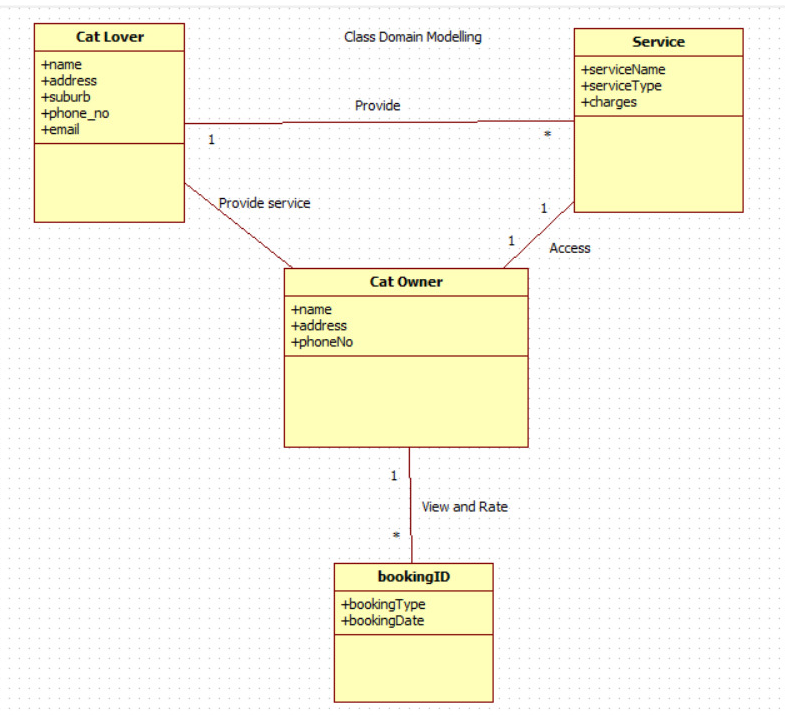 Class Domain Modelling
Cat Lover
+name
+address
+suburb
+phone_no
+email
Service
+serviceName
+serviceType
+charges
Provide
1
*
Provide service
1
1
Access
Cat Owner
+name
+address
+phoneNo
1
View and Rate
*
bookingID
+bookingType
+bookingDate